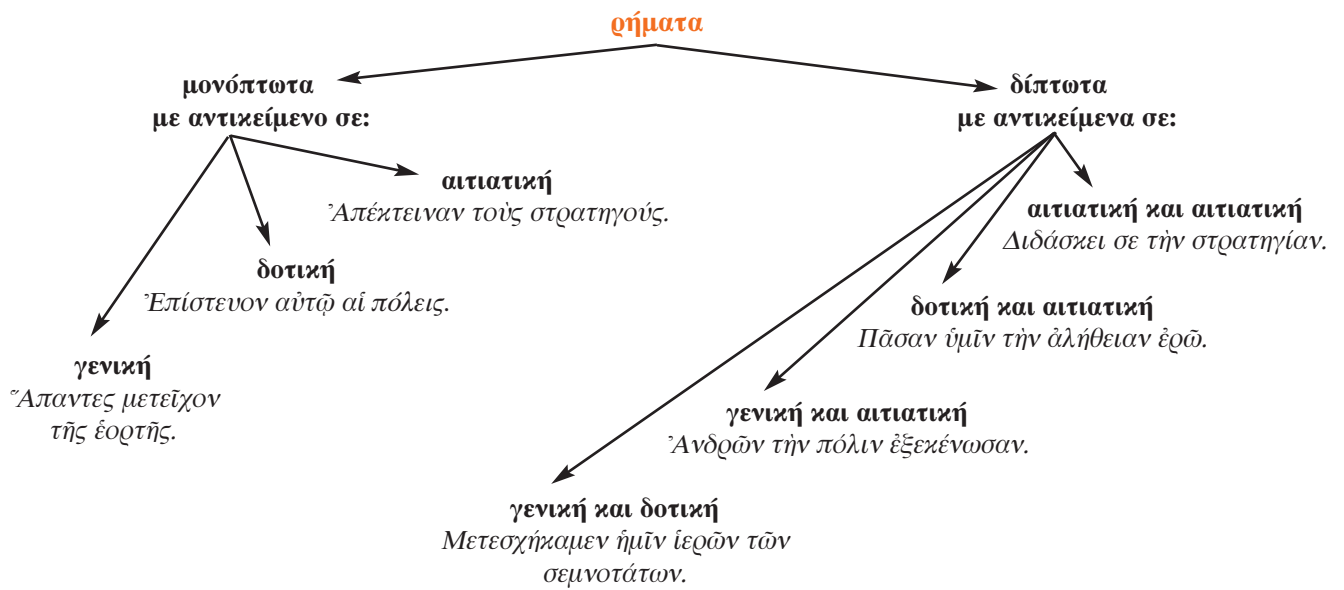 ρήματα
μονόπτωτα
με αντικείμενο σε:
αιτιατική
Ἀπέκτειναν τοὺς στρατηγούς.
δοτική
Ἐπίστευον αὐτῷ αἱ πόλεις.
γενική
Ἅπαντες μετεῖχον
τῆς ἑορτῆς.
δίπτωτα
με αντικείμενα σε:
αιτιατική και αιτιατική
Διδάσκει σε τὴν στρατηγίαν.
δοτική και αιτιατική
Πᾶσαν ὑμῖν τὴν ἀλήθειαν ἐρῶ.
γενική και αιτιατική
Ἀνδρῶν τὴν πόλιν ἐξεκένωσαν.
γενική και δοτική
Μετεσχήκαμεν ἡμῖν ἱερῶν τῶν
σεμνοτάτων.